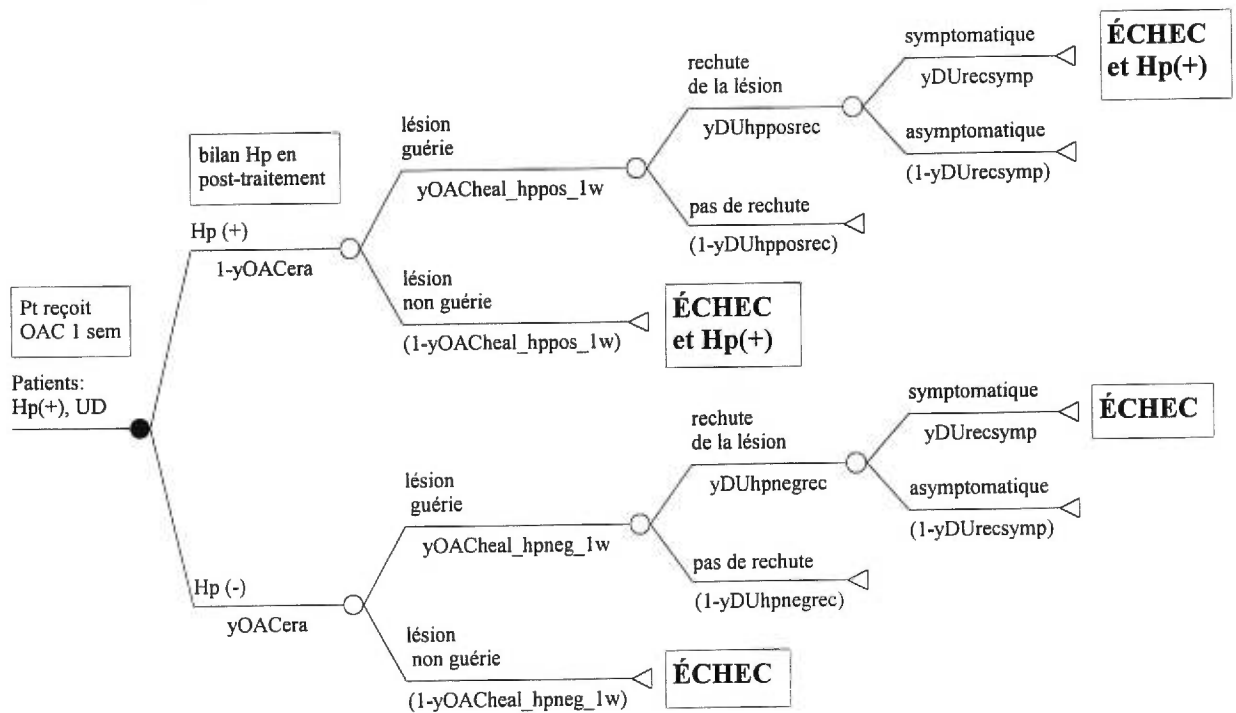 symptomatique
yDUrecsymp
ÉCHEC
et Hp(+)
rechute
de la lésion
yDUhpposrec
asymptomatique
(1-yDUrecsymp)
bilan Hp en
post-traitement
lésion
guérie
yOACheal_hppos_1w
pas de rechute
(1-yDUhpposrec)
Hp (+)
1-yOACera
lésion
non guérie
(1-yOACheal_hppos_1w)
ÉCHEC
et Hp(+)
Pt reçoit
OAC 1 sem
Patients:
Hp(+), UD
symptomatique
yDUrecsymp
ÉCHEC
rechute
de la lésion
yDUhpnegrec
asymptomatique
(1-yDUrecsymp)
lésion
guérie
yOACheal_hpneg_1w
pas de rechute
(1-yDUhpnegrec)
Hp (-)
yOACera
lésion
non guérie
(1-yOACheal_hpneg_1w)
ÉCHEC